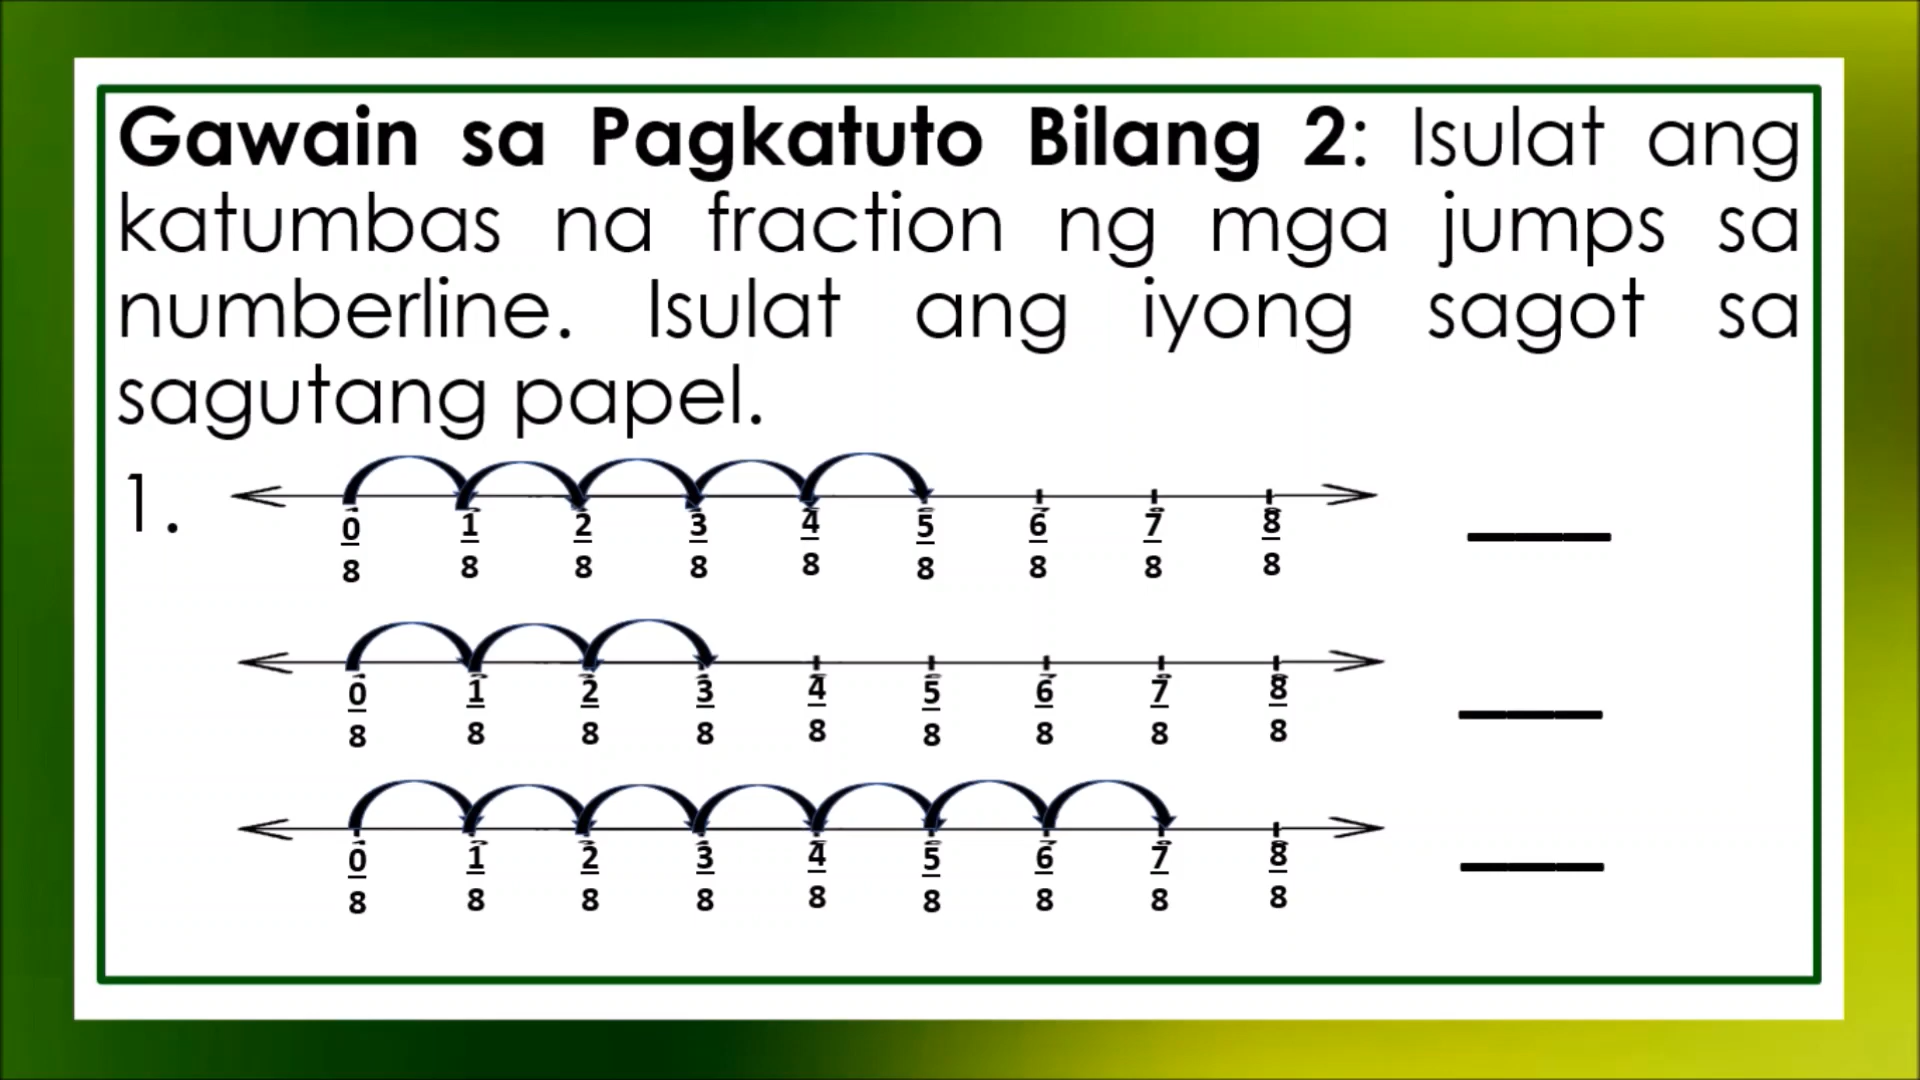 Gawain sa Pagkatuto Bilang 2: Isulat ang
katumbas na fraction ng mga jumps sa
numberline. Isulat ang iyong sagot sa
sagutang papel.
1.
0/8 1/8 2/8 3/8 4/8 5/8 6/8 7/8 8/8
0/8 1/8 2/8 3/8 4/8 5/8 6/8 7/8 8/8
0/8 1/8 2/8 3/8 4/8 5/8 6/8 7/8 8/8